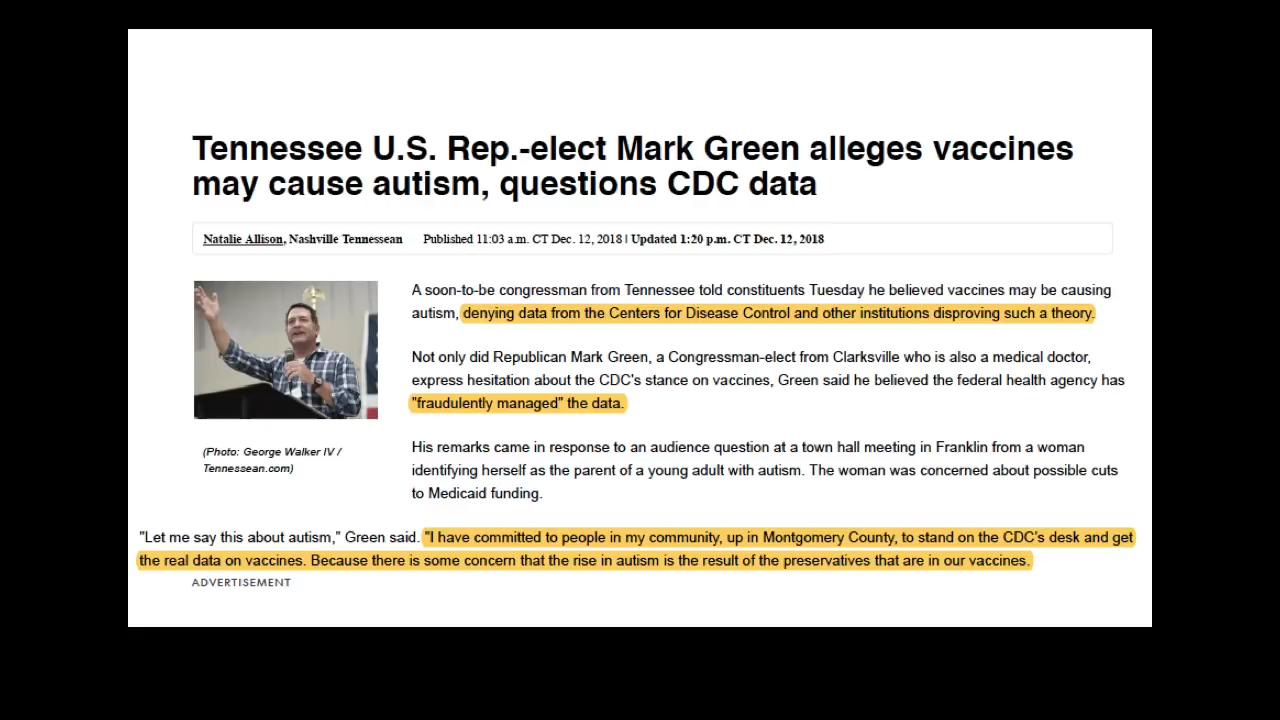 Tennessee U.S. Rep.-elect Mark Green alleges vaccines
may cause autism, questions CDC data
Natalie Allison, Nashville Tennessean Published 11:03 a.m. CT Dec. 12, 2018 | Updated 1:20 p.m. CT Dec. 12, 2018
A soon-to-be congressman from Tennessee told constituents Tuesday he believed vaccines may be causing
autism, denying data from the Centers for Disease Control and other institutions disproving such a theory.
Not only did Republican Mark Green, a Congressman-elect from Clarksville who is also a medical doctor,
express hesitation about the CDC's stance on vaccines, Green said he believed the federal health agency has
"fraudulently managed" the data.
(Photo: George Walker IV /
Tennessean.com)
His remarks came in response to an audience question at a town hall meeting in Franklin from a woman
identifying herself as the parent of a young adult with autism. The woman was concerned about possible cuts
to Medicaid funding.
"Let me say this about autism," Green said. "I have committed to people in my community, up in Montgomery County, to stand on the CDC's desk and get
the real data on vaccines. Because there is some concern that the rise in autism is the result of the preservatives that are in our vaccines.
ADVERTISEMENT